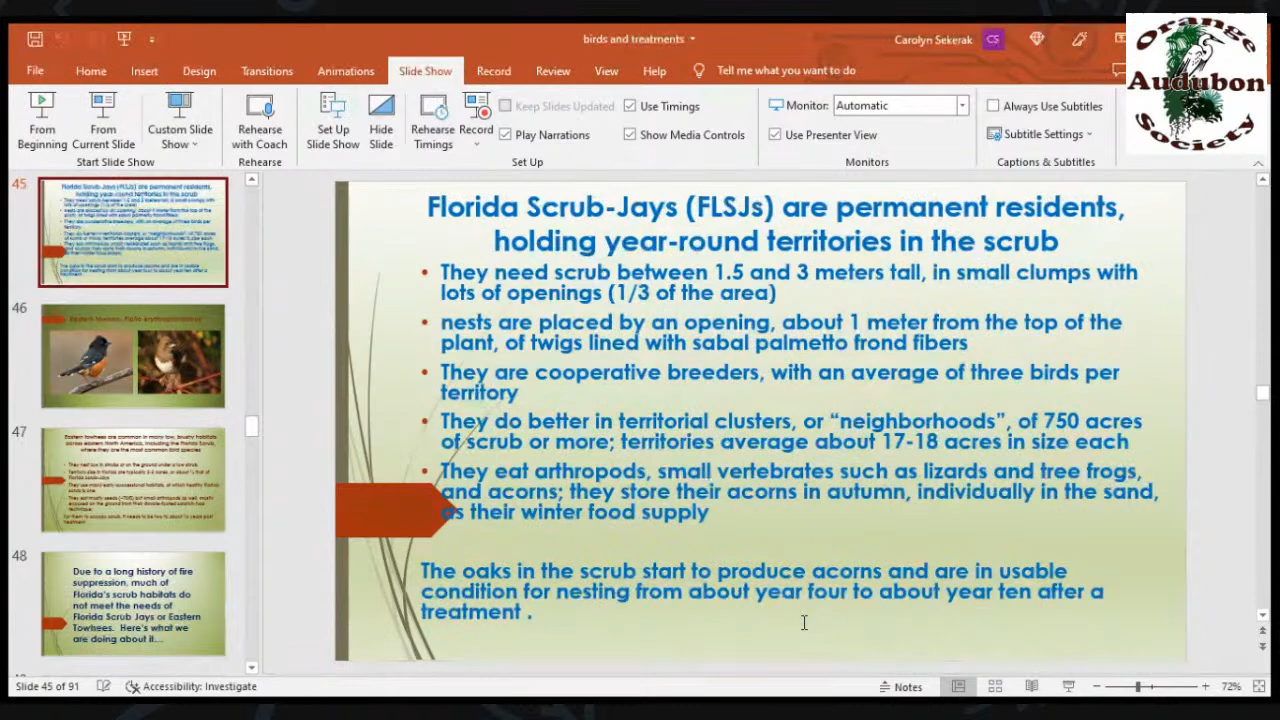 birds and treatments
Carolyn Sekerak
CS
Orange
Audubon
Society
File
Home
Insert
Design
Transitions
Animations
Slide Show
Record
Review
View
Help
Tell me what you want to do
From
Beginning
From
Current Slide
Custom Slide
Show
Start Slide Show
Rehearse
with Coach
Rehearse
Set Up
Slide Show
Hide
Slide
Rehearse
Timings
Record
Keep Slides Updated
Play Narrations
Use Timings
Show Media Controls
Set Up
Monitor:
Automatic
Use Presenter View
Monitors
Always Use Subtitles
Subtitle Settings
Captions & Subtitles
45
46
47
48
Due to a long history of fire
suppression, much of
Florida's scrub habitats do
not meet the needs of
Florida Scrub Jays or Eastern
Towhees. Here's what we
are doing about it...
Florida Scrub-Jays (FLSJs) are permanent residents,
holding year-round territories in the scrub
• They need scrub between 1.5 and 3 meters tall, in small clumps with
lots of openings (1/3 of the area)
• nests are placed by an opening, about 1 meter from the top of the
plant, of twigs lined with sabal palmetto frond fibers
• They are cooperative breeders, with an average of three birds per
territory
• They do better in territorial clusters, or “neighborhoods”, of 750 acres
of scrub or more; territories average about 17-18 acres in size each
• They eat arthropods, small vertebrates such as lizards and tree frogs,
and acorns; they store their acorns in autumn, individually in the sand,
as their winter food supply
The oaks in the scrub start to produce acorns and are in usable
condition for nesting from about year four to about year ten after a
treatment .
Slide 45 of 91
Accessibility: Investigate
Notes
72%